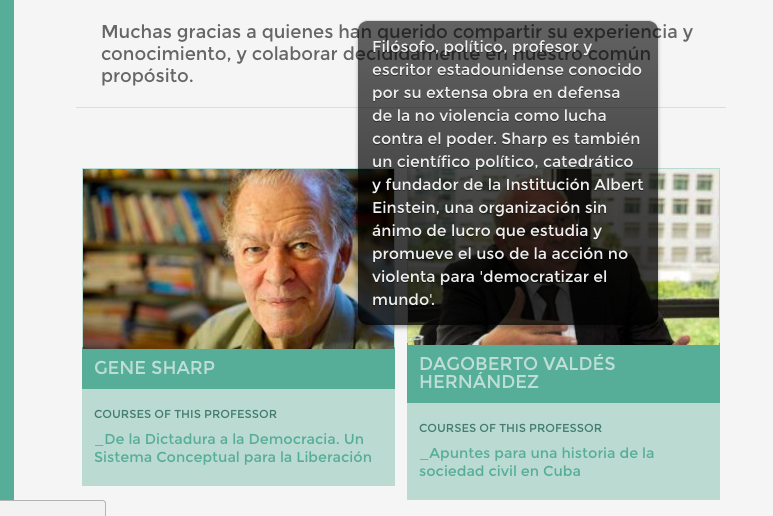 Muchas gracias a quienes han querido compartir su experiencia y
conocimiento, y colaborar decididamente en nuestro común
propósito.
Filósofo, político, profesor y
escritor estadounidense conocido
por su extensa obra en defensa
de la no violencia como lucha
contra el poder. Sharp es también
un científico político, catedrático
y fundador de la Institución Albert
Einstein, una organización sin
ánimo de lucro que estudia y
promueve el uso de la acción no
violenta para 'democratizar el
mundo'.
GENE SHARP
COURSES OF THIS PROFESSOR
_De la Dictadura a la Democracia. Un
Sistema Conceptual para la Liberación
DAGOBERTO VALDÉS
HERNÁNDEZ
COURSES OF THIS PROFESSOR
_Apuntes para una historia de la
sociedad civil en Cuba